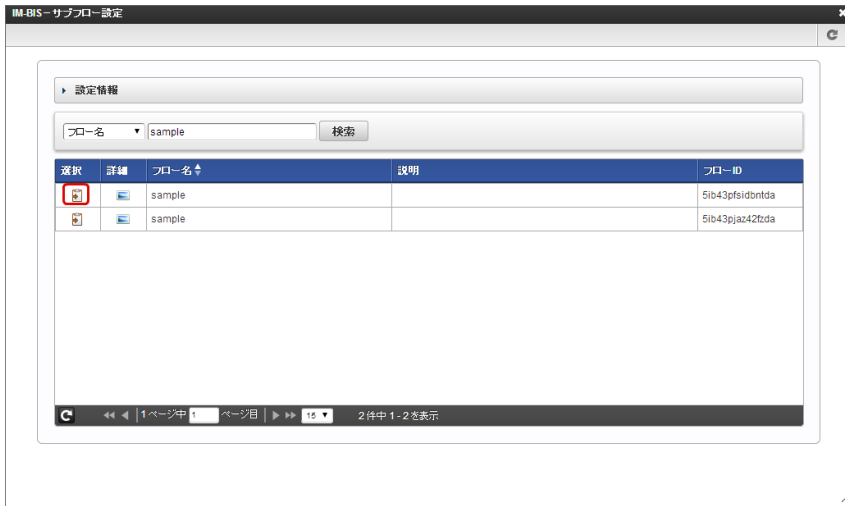 IM-BIS－サブフロー設定
設定情報
フロー名 sample 検索
選択 詳細 フロー名 説明 フローID
sample 5ib43pfsidbntda
sample 5ib43pjaz42fzda
1 ページ中 1 ページ目 15 2 件中 1 - 2 を表示